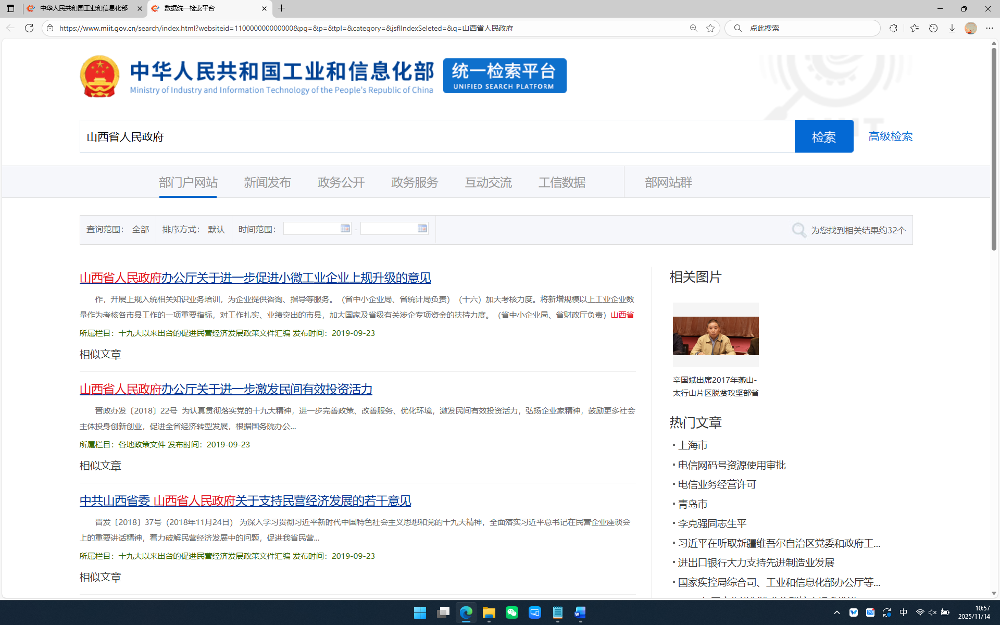 中华人民共和国工业和信息化部
数据统一检索平台
https://www.miit.gov.cn/search/index.html?websiteid=110000000000000&pg=&p=&tpl=&category=&jsflIndexSeleted=&q=山西省人民政府
点此搜索
中华人民共和国工业和信息化部
Ministry of Industry and Information Technology of the People's Republic of China
统一检索平台
UNIFIED SEARCH PLATFORM
山西省人民政府
检索
高级检索
部门户网站 新闻发布 政务公开 政务服务 互动交流 工信数据 部网站群
查询范围： 全部 排序方式： 默认 时间范围： -
为您找到相关结果约32个
山西省人民政府办公厅关于进一步促进小微工业企业上规升级的意见
作，开展上规入统相关知识业务培训，为企业提供咨询、指导等服务。（省中小企业局、省统计局负责）（十六）加大考核力度。将新增规模以上工业企业数
量作为考核各市县工作的一项重要指标，对工作扎实、业绩突出的市县，加大国家及省级有关涉企专项资金的扶持力度。（省中小企业局、省财政厅负责）山西省
所属栏目：十九大以来出台的促进民营经济发展政策文件汇编 发布时间：2019-09-23
相似文章
山西省人民政府办公厅关于进一步激发民间有效投资活力
晋政办发〔2018〕22号 为认真贯彻落实党的十九大精神，进一步完善政策、改善服务、优化环境，激发民间有效投资活力，弘扬企业家精神，鼓励更多社会
主体投身创新创业，促进全省经济转型发展，根据国务院办公...
所属栏目：各地政策文件 发布时间：2019-09-23
相似文章
中共山西省委 山西省人民政府关于支持民营经济发展的若干意见
晋发〔2018〕37号（2018年11月24日） 为深入学习贯彻习近平新时代中国特色社会主义思想和党的十九大精神，全面落实习近平总书记在民营企业座谈会
上的重要讲话精神，着力破解民营经济发展中的问题，促进我省民营...
所属栏目：十九大以来出台的促进民营经济发展政策文件汇编 发布时间：2019-09-23
相似文章
相关图片
辛国斌出席2017年燕山-
太行山片区脱贫攻坚部省
热门文章
上海市
电信网码号资源使用审批
电信业务经营许可
青岛市
李克强同志生平
习近平在听取新疆维吾尔自治区党委和政府工...
进出口银行大力支持先进制造业发展
国家疾控局综合司、工业和信息化部办公厅等...
中
10:57
2025/11/14